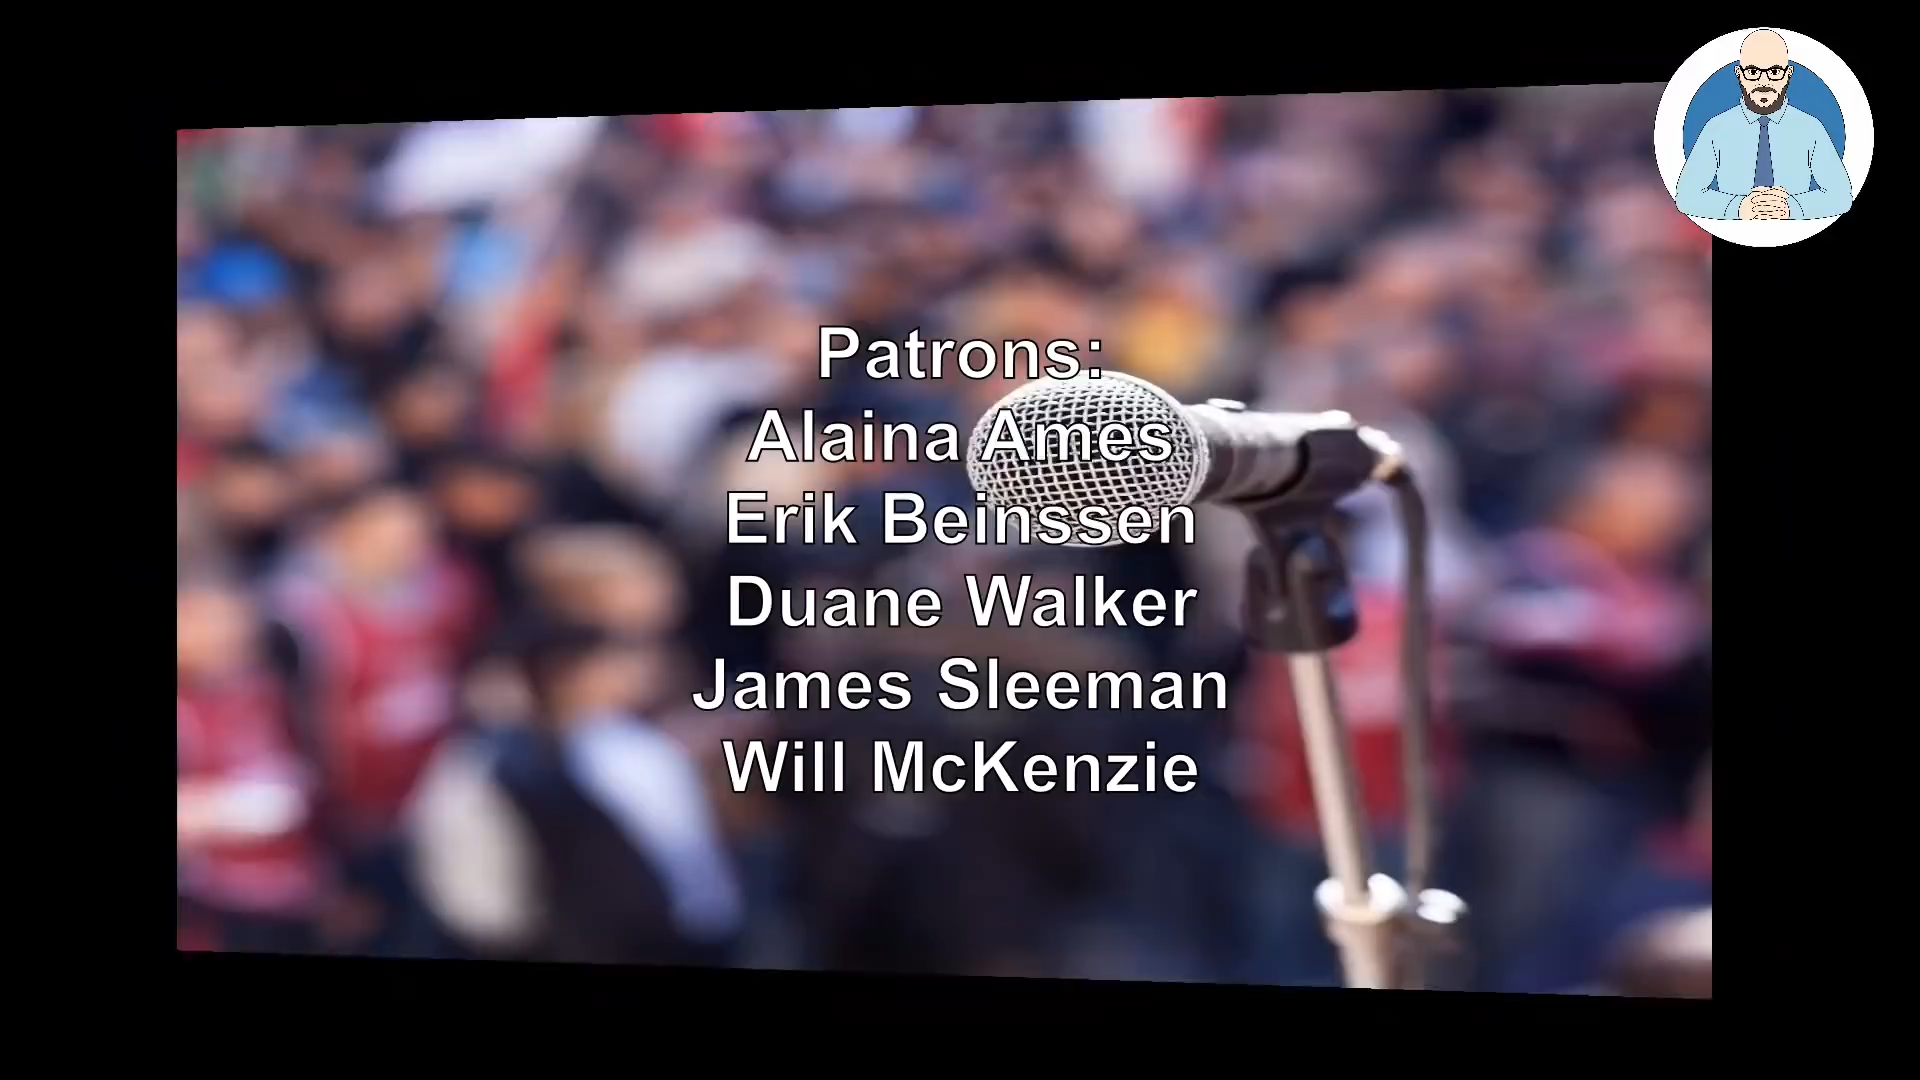 Patrons:
Alaina Ames
Erik Beinssen
Duane Walker
James Sleeman
Will McKenzie